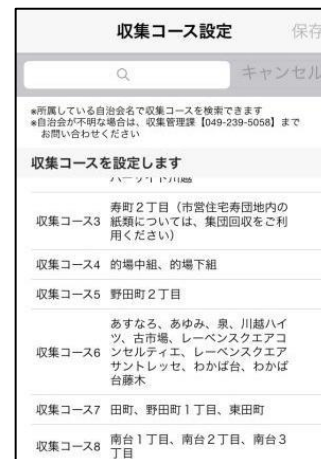 収集コース設定
保存
キャンセル
※所属している自治会名で収集コースを検索できます
※自治会が不明な場合は、収集管理課【049-239-5058】まで
お問い合わせください
収集コースを設定します
収集コース3 寿町2丁目(市営住宅寿団地内の
紙類については、集団回収をご利
用ください)
収集コース4 的場中組、的場下組
収集コース5 野田町2丁目
あすなろ、あゆみ、泉、川越ハイ
ツ、古市場、レーベンスクエアコ
収集コース6 ンセルティエ、レーベンスクエア
サントレッセ、わかば台、わかば
台藤木
収集コース7 田町、野田町1丁目、東田町
収集コース8 南台1丁目、南台2丁目、南台3
丁目